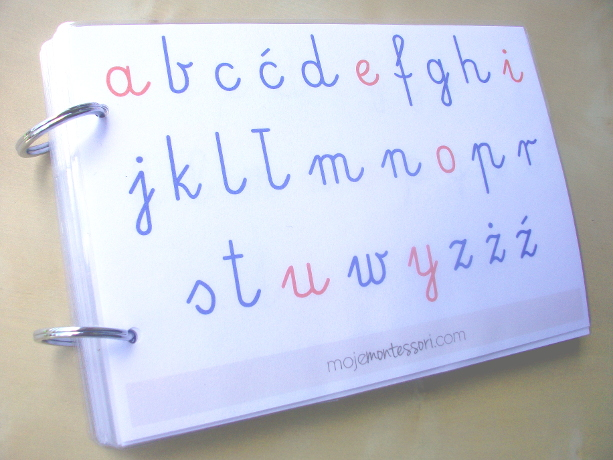 a b c ć d e f g h i
j k l ł m n o p r
s t u w y z ż ź
mojemontessori.com